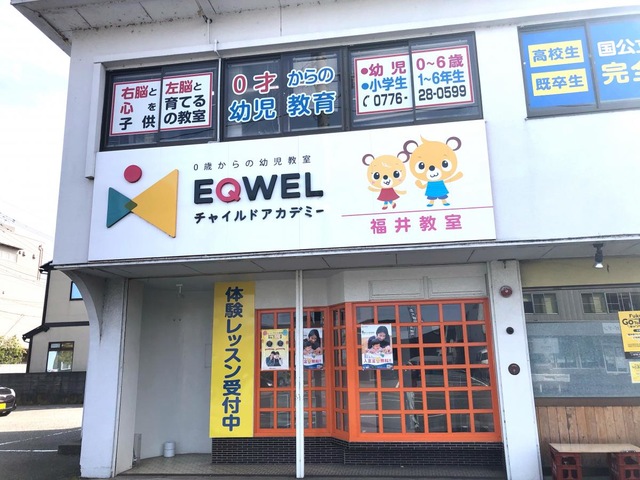 右脳と
心を
子供
左脳と
育てる
の教室
0才からの
幼児教育
●幼児 0~6歳
●小学生 1~6年生
0776-28-0599
高校生
既卒生
国公立
完全
0歳からの幼児教室
EQWEL
チャイルドアカデミー
福井教室
体験レッスン受付中